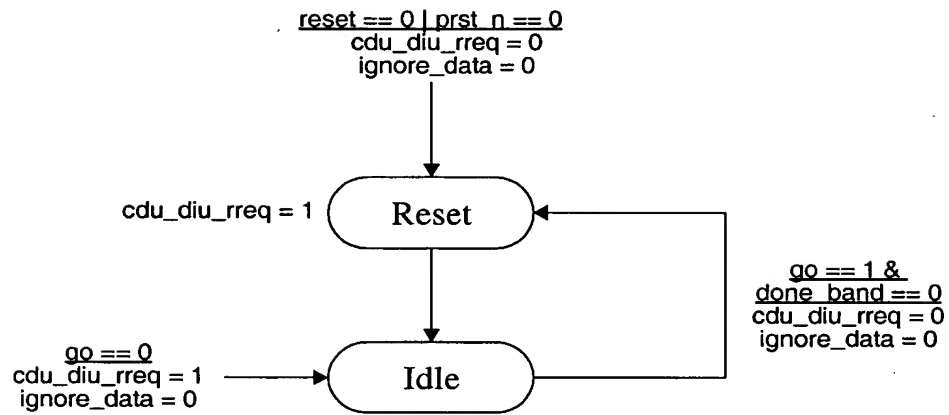 reset == 0 | prst_n == 0
cdu_diu_rreq = 0
ignore_data = 0
cdu_diu_rreq = 1
Reset
go == 1 &
done_band == 0
cdu_diu_rreq = 0
ignore_data = 0
go == 0
cdu_diu_rreq = 1
ignore_data = 0
Idle